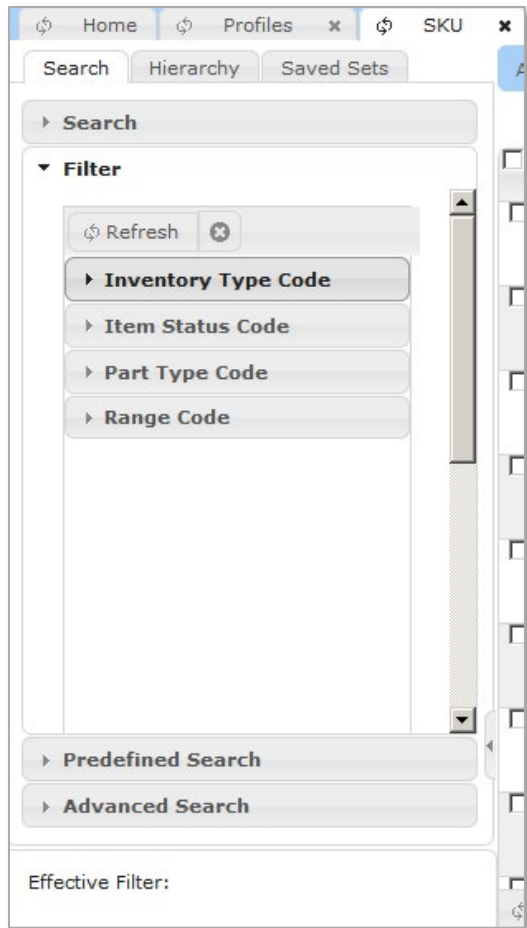 Home Profiles SKU
Search Hierarchy Saved Sets
Search
Filter
Refresh
Inventory Type Code
Item Status Code
Part Type Code
Range Code
Predefined Search
Advanced Search
Effective Filter: